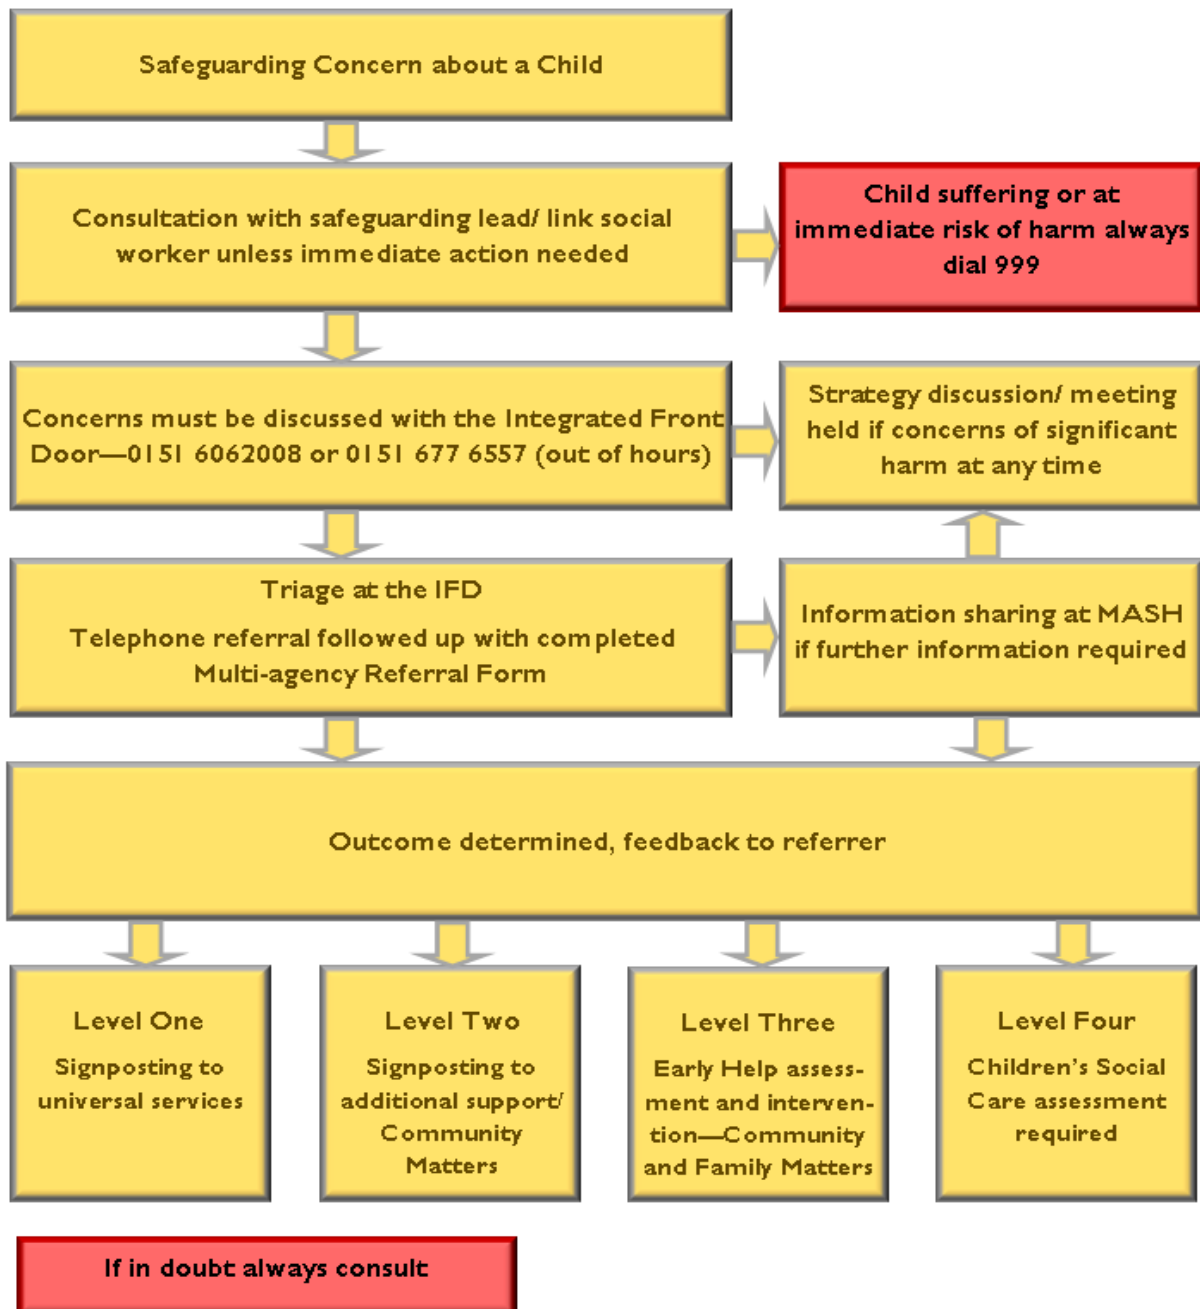 Safeguarding Concern about a Child
Consultation with safeguarding lead/ link social
worker unless immediate action needed
Child suffering or at
immediate risk of harm always
dial 999
Concerns must be discussed with the Integrated Front
Door—0151 6062008 or 0151 677 6557 (out of hours)
Strategy discussion/ meeting
held if concerns of significant
harm at any time
Triage at the IFD
Telephone referral followed up with completed
Multi-agency Referral Form
Information sharing at MASH
if further information required
Outcome determined, feedback to referrer
Level One
Signposting to
universal services
Level Two
Signposting to
additional support/
Community
Matters
Level Three
Early Help assess-
ment and interven-
tion—Community
and Family Matters
Level Four
Children’s Social
Care assessment
required
If in doubt always consult